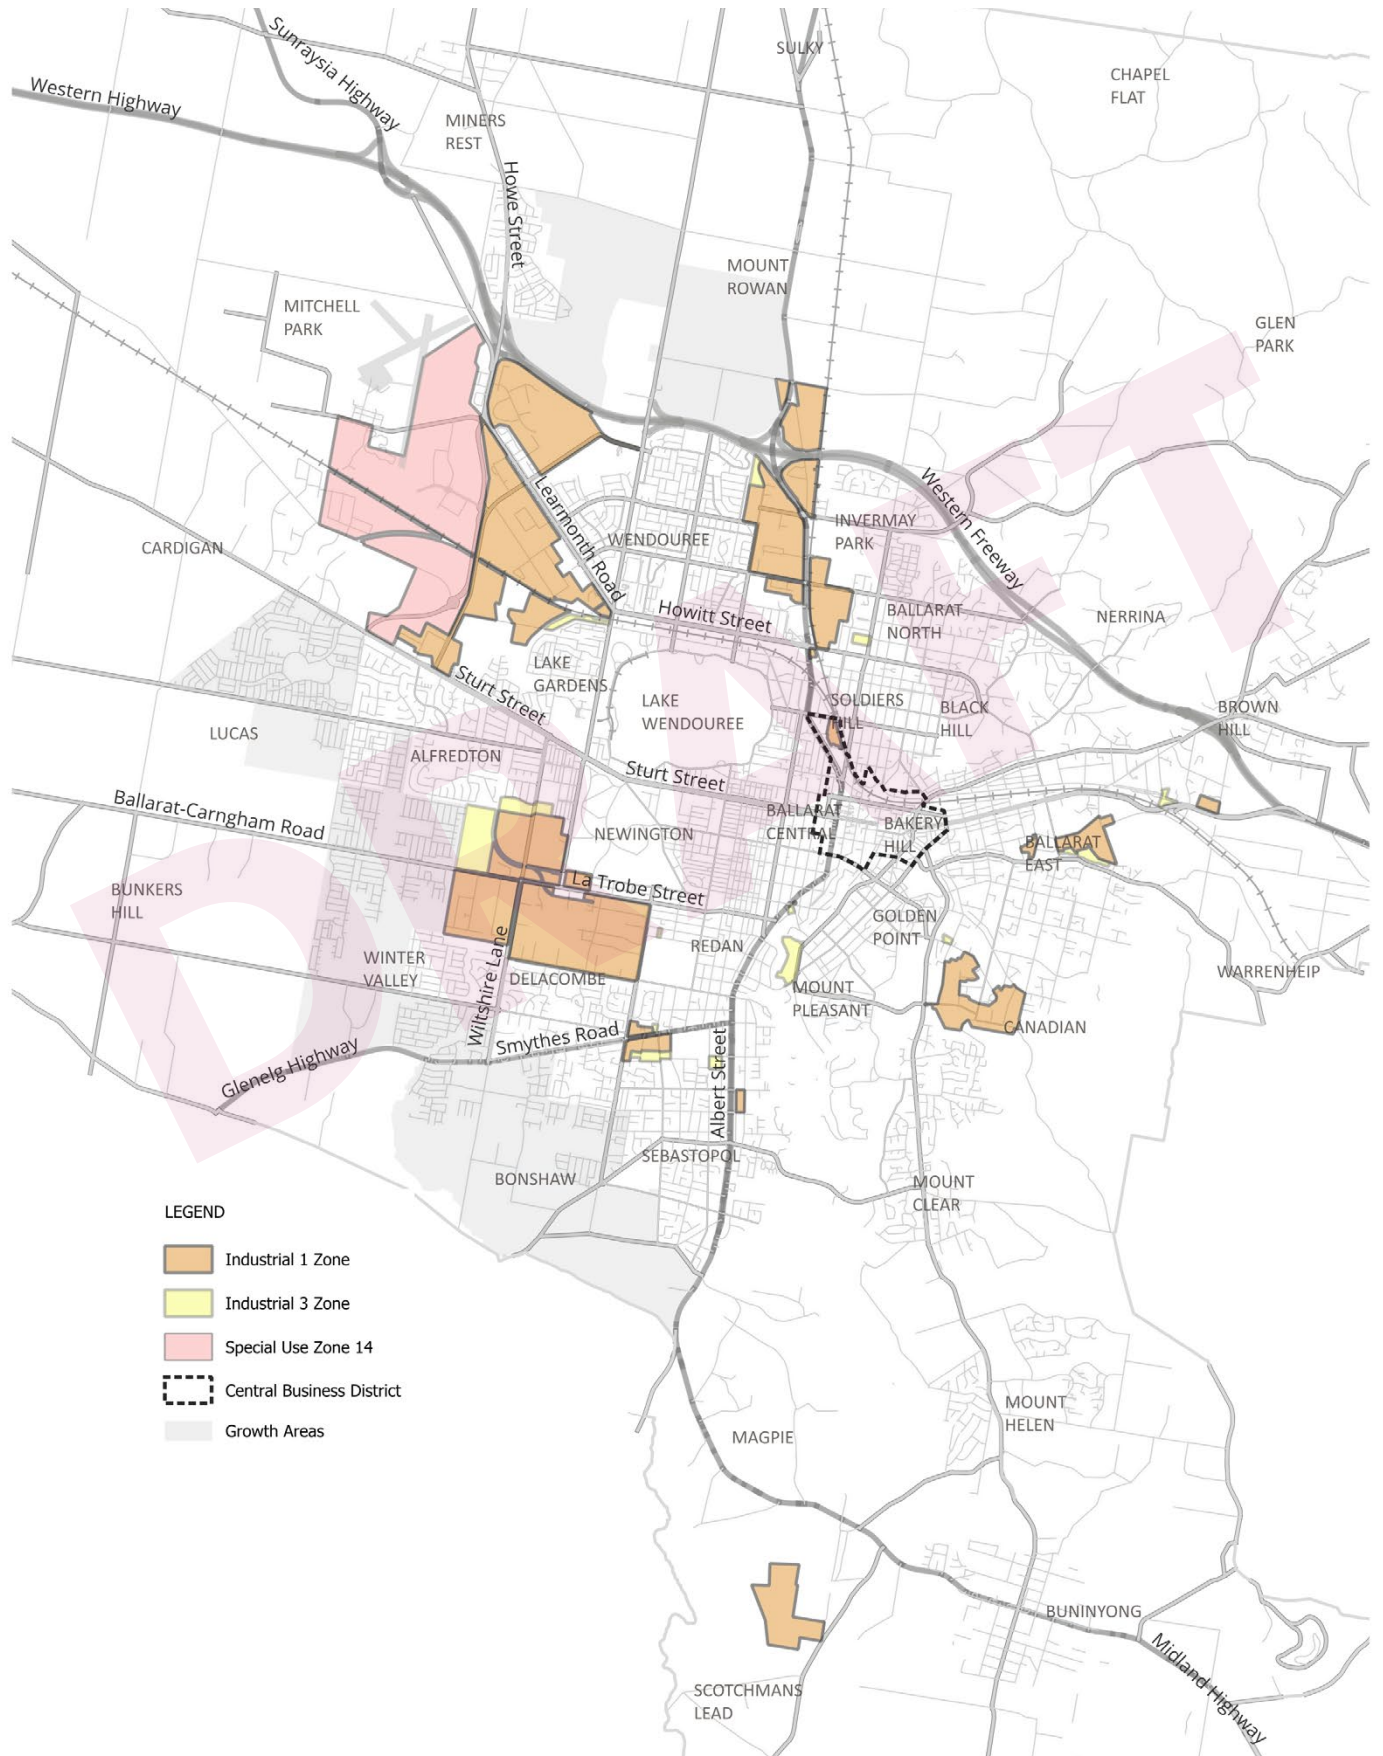 SULKY
CHAPEL
FLAT
Sunraysia Highway
Western Highway
MINERS
REST
Howe Street
MOUNT
ROWAN
MITCHELL
PARK
GLEN
PARK
Learmonth Road
Western Freeway
INVERMAY
PARK
WENDOUREE
CARDIGAN
Howitt Street
BALLARAT
NORTH
NERRINA
LAKE
GARDENS
Sturt Street
LAKE
WENDOUREE
SOLDIERS
HILL
BLACK
HILL
BROWN
HILL
LUCAS
ALFREDTON
Sturt Street
Ballarat-Carngham Road
NEWINGTON
BALLARAT
CENTRAL
BAKERY
HILL
BALLARAT
EAST
BUNKERS
HILL
La Trobe Street
GOLDEN
POINT
REDAN
WINTER
VALLEY
Wiltshire Lane
DELACOMBE
MOUNT
PLEASANT
WARRENHEIP
CANADIAN
Smythes Road
Glenelg Highway
Albert Street
SEBASTOPOL
BONSHAW
MOUNT
CLEAR
LEGEND
Industrial 1 Zone
Industrial 3 Zone
Special Use Zone 14
Central Business District
Growth Areas
MOUNT
HELEN
MAGPIE
BUNINYONG
Midland Highway
SCOTCHMANS
LEAD
DRAFT